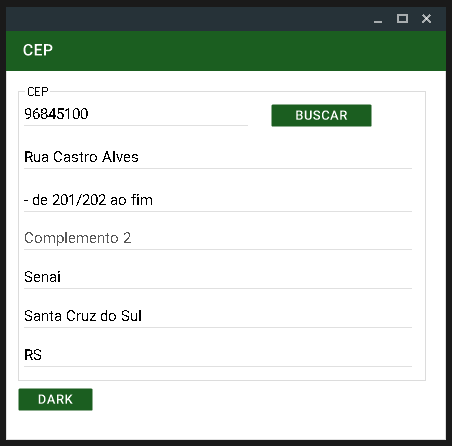 CEP
CEP
96845100
BUSCAR
Rua Castro Alves
- de 201/202 ao fim
Complemento 2
Senai
Santa Cruz do Sul
RS
DARK